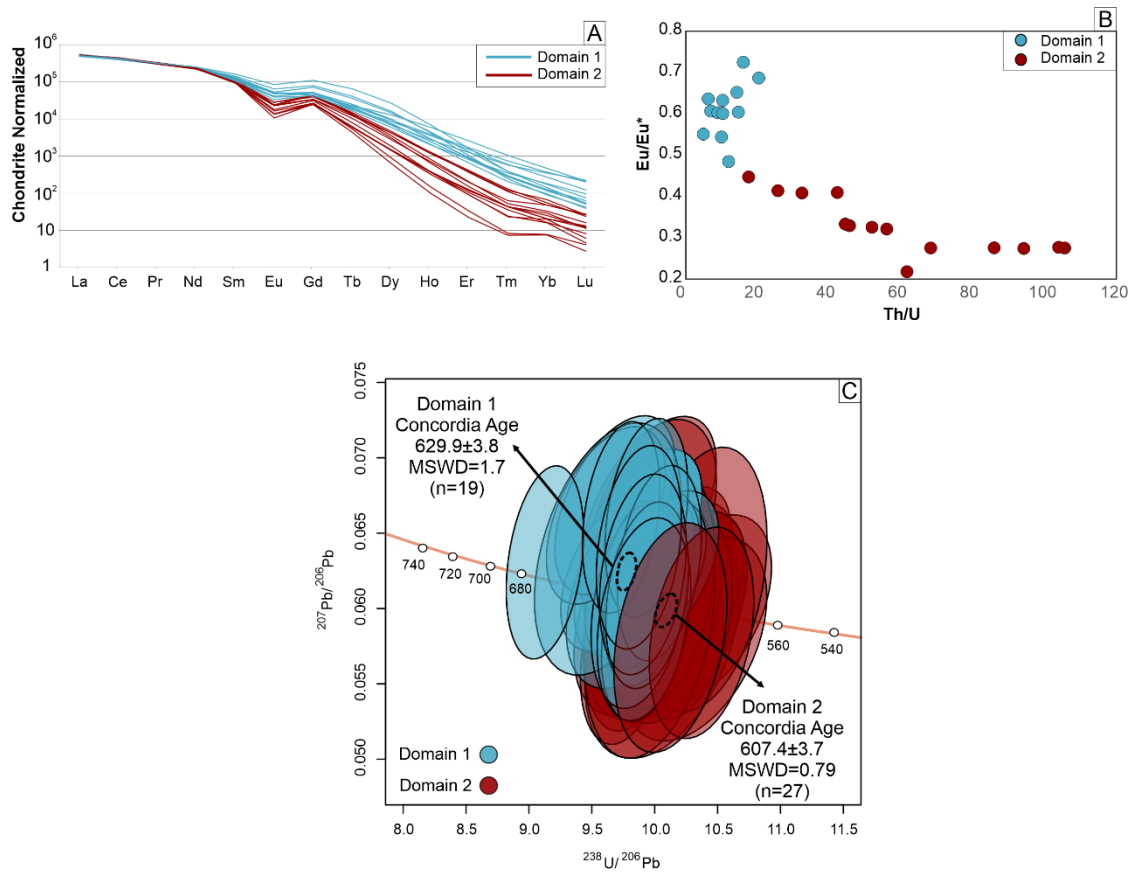 A
Chondrite Normalized
10⁶
10⁵
10⁴
10³
10²
10
1
La Ce Pr Nd Sm Eu Gd Tb Dy Ho Er Tm Yb Lu
Domain 1
Domain 2
B
Eu/Eu*
0.8
0.7
0.6
0.5
0.4
0.3
0.2
0 20 40 60 80 100 120
Th/U
Domain 1
Domain 2
C
²⁰⁷Pb/²⁰⁶Pb
0.075
0.070
0.065
0.060
0.055
0.050
Domain 1
Concordia Age
629.9±3.8
MSWD=1.7
(n=19)
740
720
700
680
560
540
Domain 2
Concordia Age
607.4±3.7
MSWD=0.79
(n=27)
Domain 1
Domain 2
8.0 8.5 9.0 9.5 10.0 10.5 11.0 11.5
²³⁸U/²⁰⁶Pb